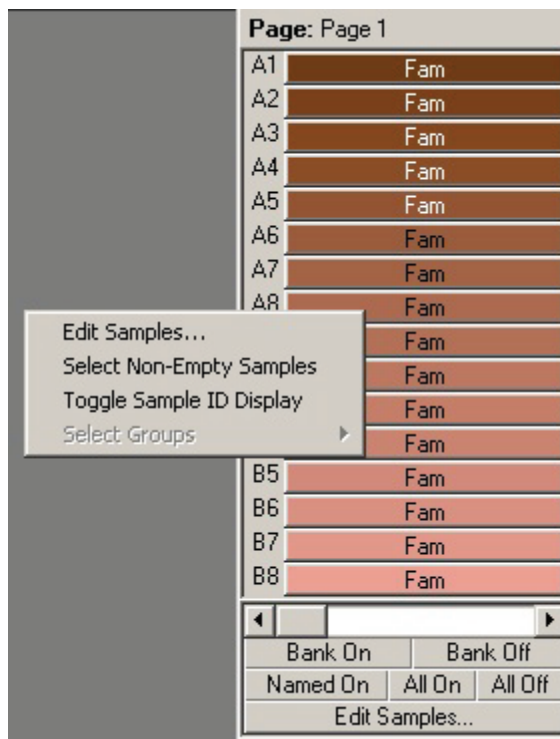 Page: Page 1
A1 Fam
A2 Fam
A3 Fam
A4 Fam
A5 Fam
A6 Fam
A7 Fam
A8 Fam
Edit Samples...
Select Non-Empty Samples
Toggle Sample ID Display
Select Groups
Fam
Fam
Fam
Fam
B5 Fam
B6 Fam
B7 Fam
B8 Fam
Bank On Bank Off
Named On All On All Off
Edit Samples...